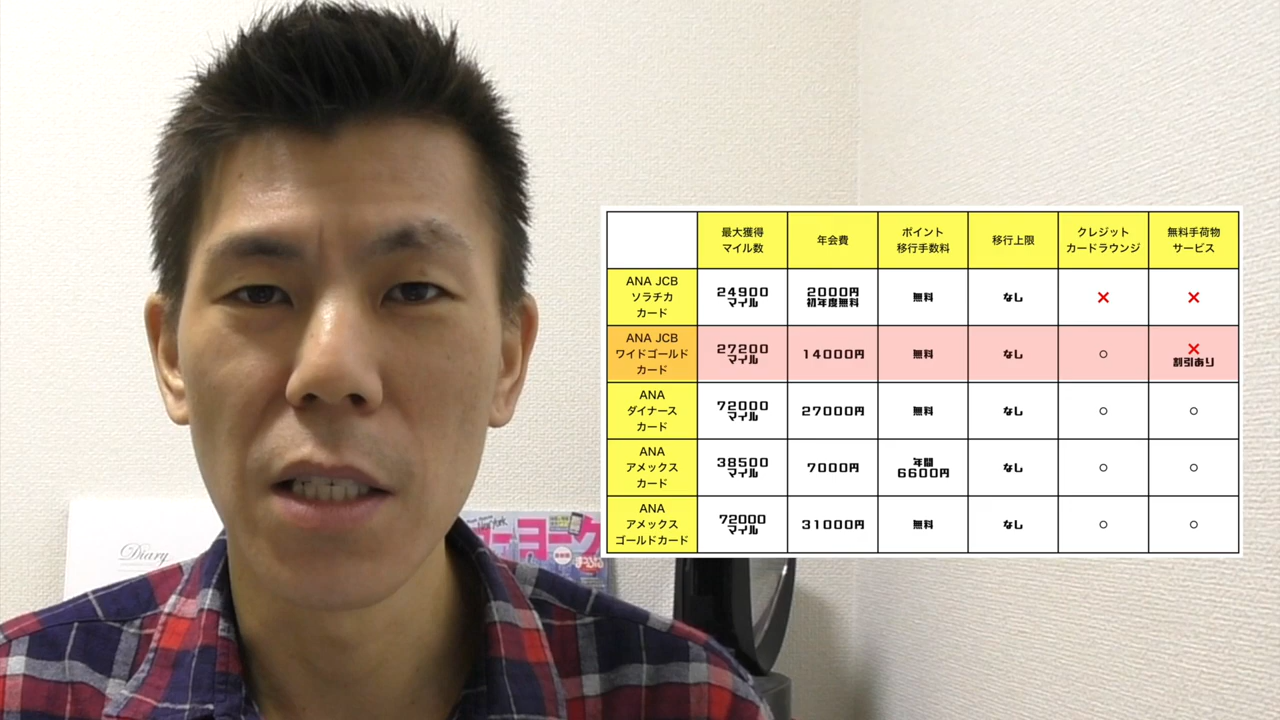 最大獲得
マイル数
年会費
ポイント
移行手数料
移行上限
クレジット
カードラウンジ
無料手荷物
サービス
ANA JCB
ソラチカ
カード
24900
マイル
2000円
初年度無料
無料
なし
×
×
ANA JCB
ワイドゴールド
カード
27200
マイル
14000円
無料
なし
○
×
割引あり
ANA
ダイナース
カード
72000
マイル
27000円
無料
なし
○
○
ANA
アメックス
カード
38500
マイル
7000円
年間
6600円
なし
○
○
ANA
アメックス
ゴールドカード
72000
マイル
31000円
無料
なし
○
○
Diary
ニューヨーク